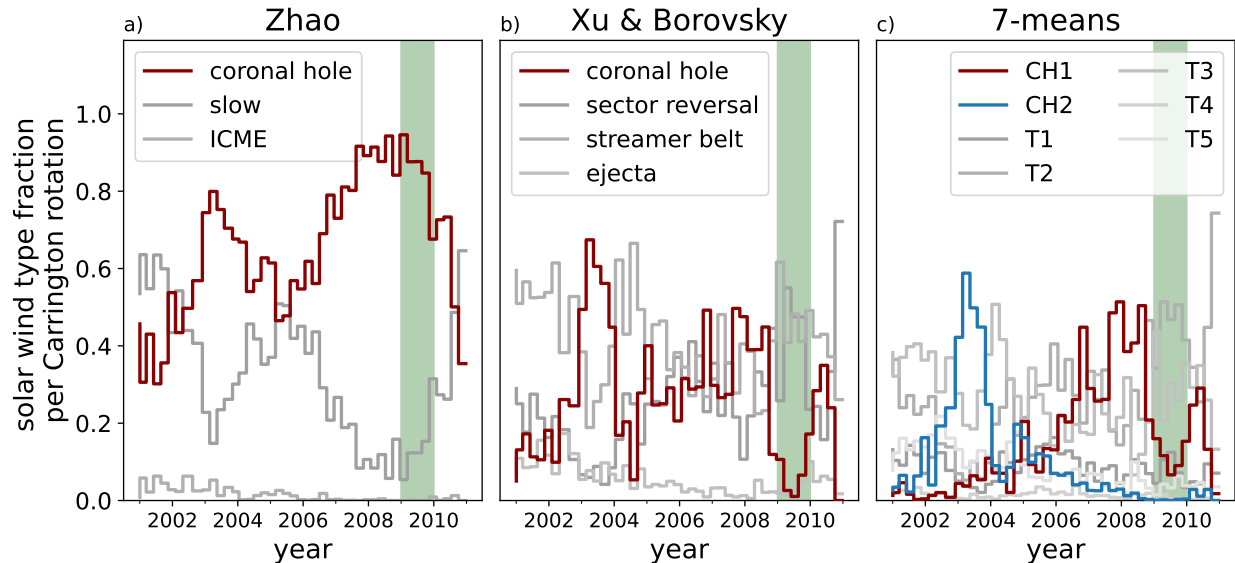 a)
Zhao
b)
Xu & Borovsky
c)
7-means
solar wind type fraction
per Carrington rotation
1.0
0.8
0.6
0.4
0.2
0.0
coronal hole
slow
ICME
2002
2004
2006
2008
2010
year
coronal hole
sector reversal
streamer belt
ejecta
2002
2004
2006
2008
2010
year
CH1
CH2
T1
T2
T3
T4
T5
2002
2004
2006
2008
2010
year